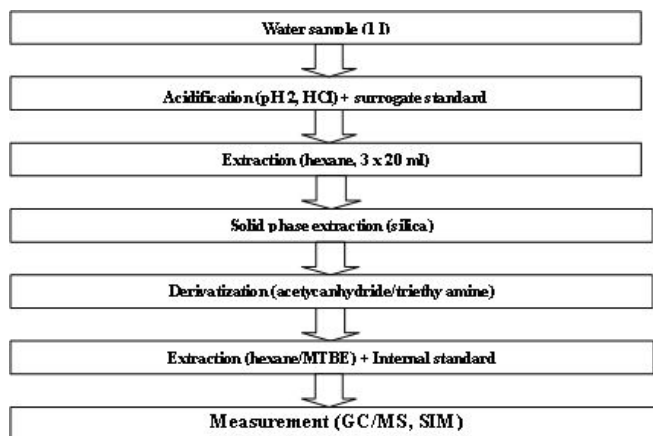 Water sample (1 l)
Acidification (pH 2, HCl) + surrogate standard
Extraction (hexane, 3 x 20 ml)
Solid phase extraction (silica)
Derivatization (acetycanhydride/triethy amine)
Extraction (hexane/MTBE) + Internal standard
Measurement (GC/MS, SIM)